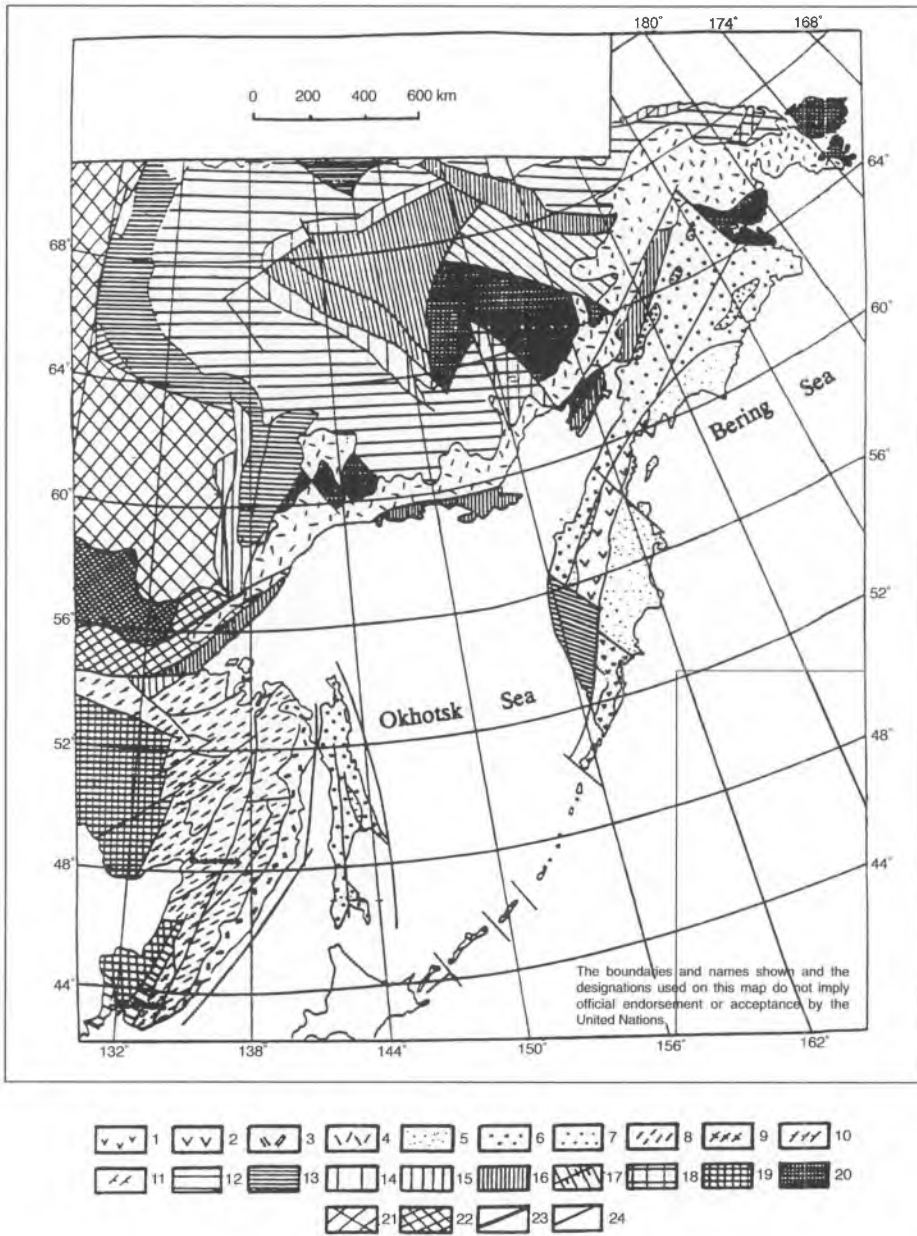 180° 174° 168°
0 200 400 600 km
64°
68°
60°
64°
Bering Sea
56°
60°
52°
56°
Okhotsk Sea
52°
48°
48°
44°
The boundaries and names shown and the
designations used on this map do not imply
official endorsement or acceptance by the
United Nations.
44°
132° 138° 144° 150° 156° 162°
1 2 3 4 5 6 7 8 9 10
11 12 13 14 15 16 17 18 19 20
21 22 23 24